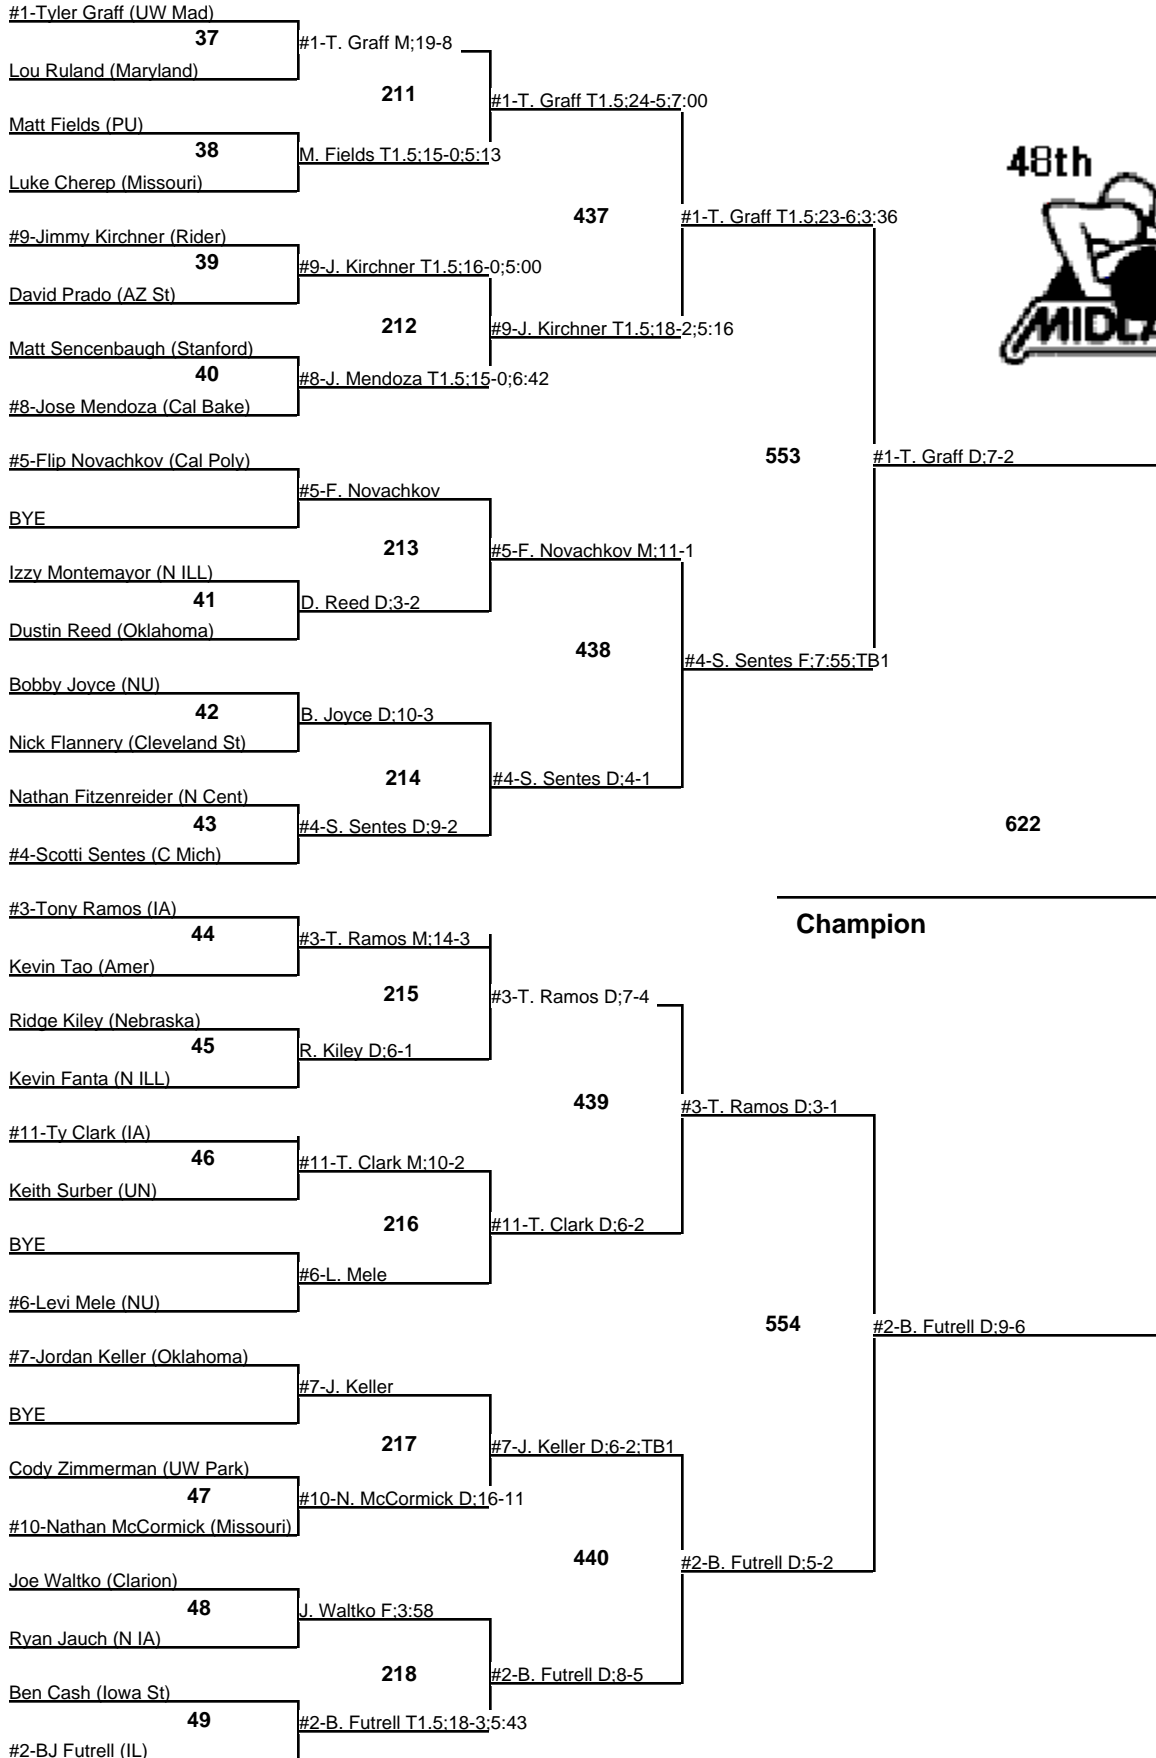 #1-Tyler Graff (UW Mad)
37
#1-T. Graff M;19-8
Lou Ruland (Maryland)
211
#1-T. Graff T1.5;24-5;7:00
Matt Fields (PU)
38
M. Fields T1.5;15-0;5:13
Luke Cherep (Missouri)
48th
437
#1-T. Graff T1.5;23-6;3:36
#9-Jimmy Kirchner (Rider)
39
#9-J. Kirchner T1.5;16-0;5:00
David Prado (AZ St)
212
#9-J. Kirchner T1.5;18-2;5:16
Matt Sencenbaugh (Stanford)
40
#8-J. Mendoza T1.5;15-0;6:42
#8-Jose Mendoza (Cal Bake)
#5-Flip Novachkov (Cal Poly)
553
#1-T. Graff D;7-2
#5-F. Novachkov
BYE
213
#5-F. Novachkov M;11-1
Izzy Montemayor (N ILL)
41
D. Reed D;3-2
Dustin Reed (Oklahoma)
438
#4-S. Sentes F;7:55;TB1
Bobby Joyce (NU)
42
B. Joyce D;10-3
Nick Flannery (Cleveland St)
214
#4-S. Sentes D;4-1
Nathan Fitzenreider (N Cent)
43
#4-S. Sentes D;9-2
622
#4-Scotti Sentes (C Mich)
#3-Tony Ramos (IA)
Champion
44
#3-T. Ramos M;14-3
Kevin Tao (Amer)
215
#3-T. Ramos D;7-4
Ridge Kiley (Nebraska)
45
R. Kiley D;6-1
Kevin Fanta (N ILL)
439
#3-T. Ramos D;3-1
#11-Ty Clark (IA)
46
#11-T. Clark M;10-2
Keith Surber (UN)
216
#11-T. Clark D;6-2
BYE
#6-L. Mele
#6-Levi Mele (NU)
554
#2-B. Futrell D;9-6
#7-Jordan Keller (Oklahoma)
#7-J. Keller
BYE
217
#7-J. Keller D;6-2;TB1
Cody Zimmerman (UW Park)
47
#10-N. McCormick D;16-11
#10-Nathan McCormick (Missouri)
440
#2-B. Futrell D;5-2
Joe Waltko (Clarion)
48
J. Waltko F;3:58
Ryan Jauch (N IA)
218
#2-B. Futrell D;8-5
Ben Cash (Iowa St)
49
#2-B. Futrell T1.5;18-3;5:43
#2-BJ Futrell (IL)